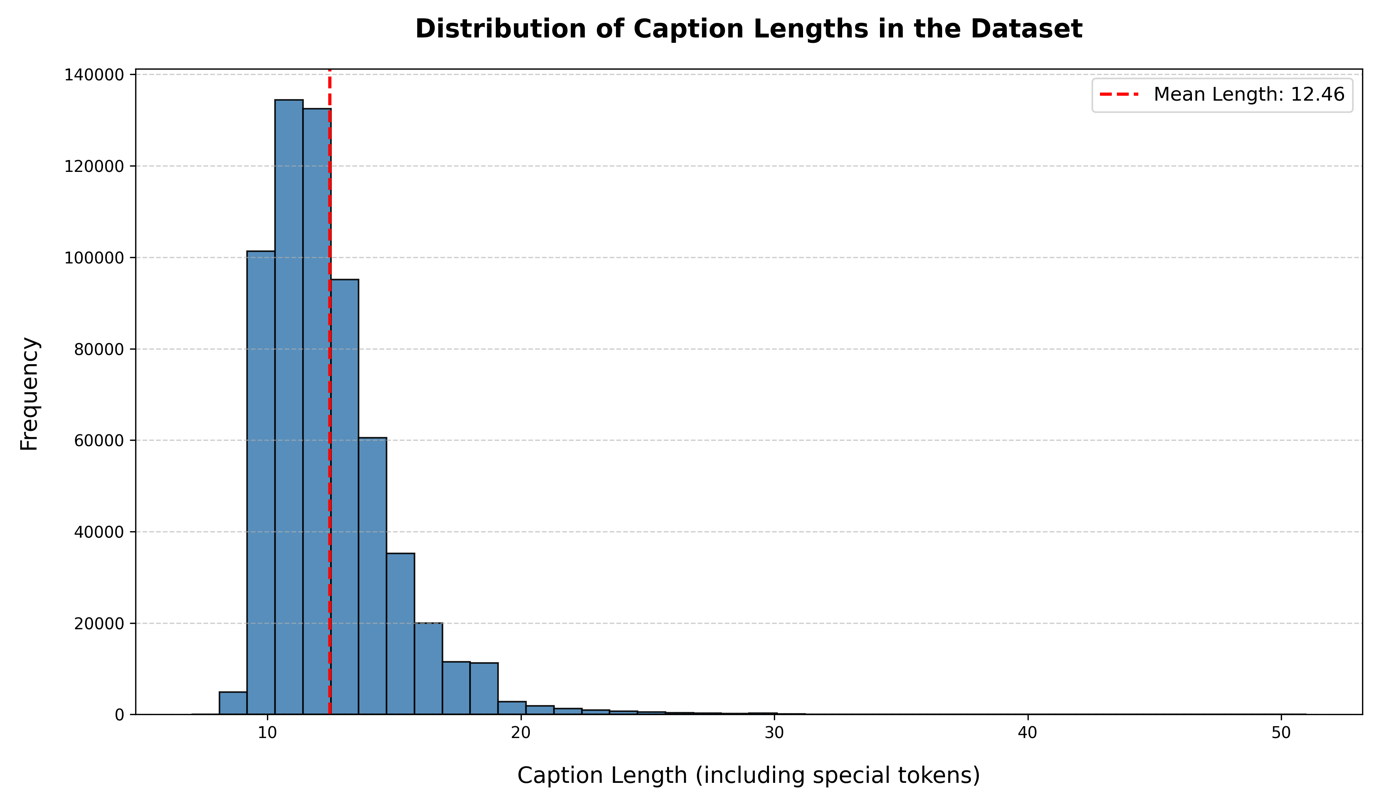 Distribution of Caption Lengths in the Dataset
Mean Length: 12.46
Frequency
140000
120000
100000
80000
60000
40000
20000
0
10 20 30 40 50
Caption Length (including special tokens)